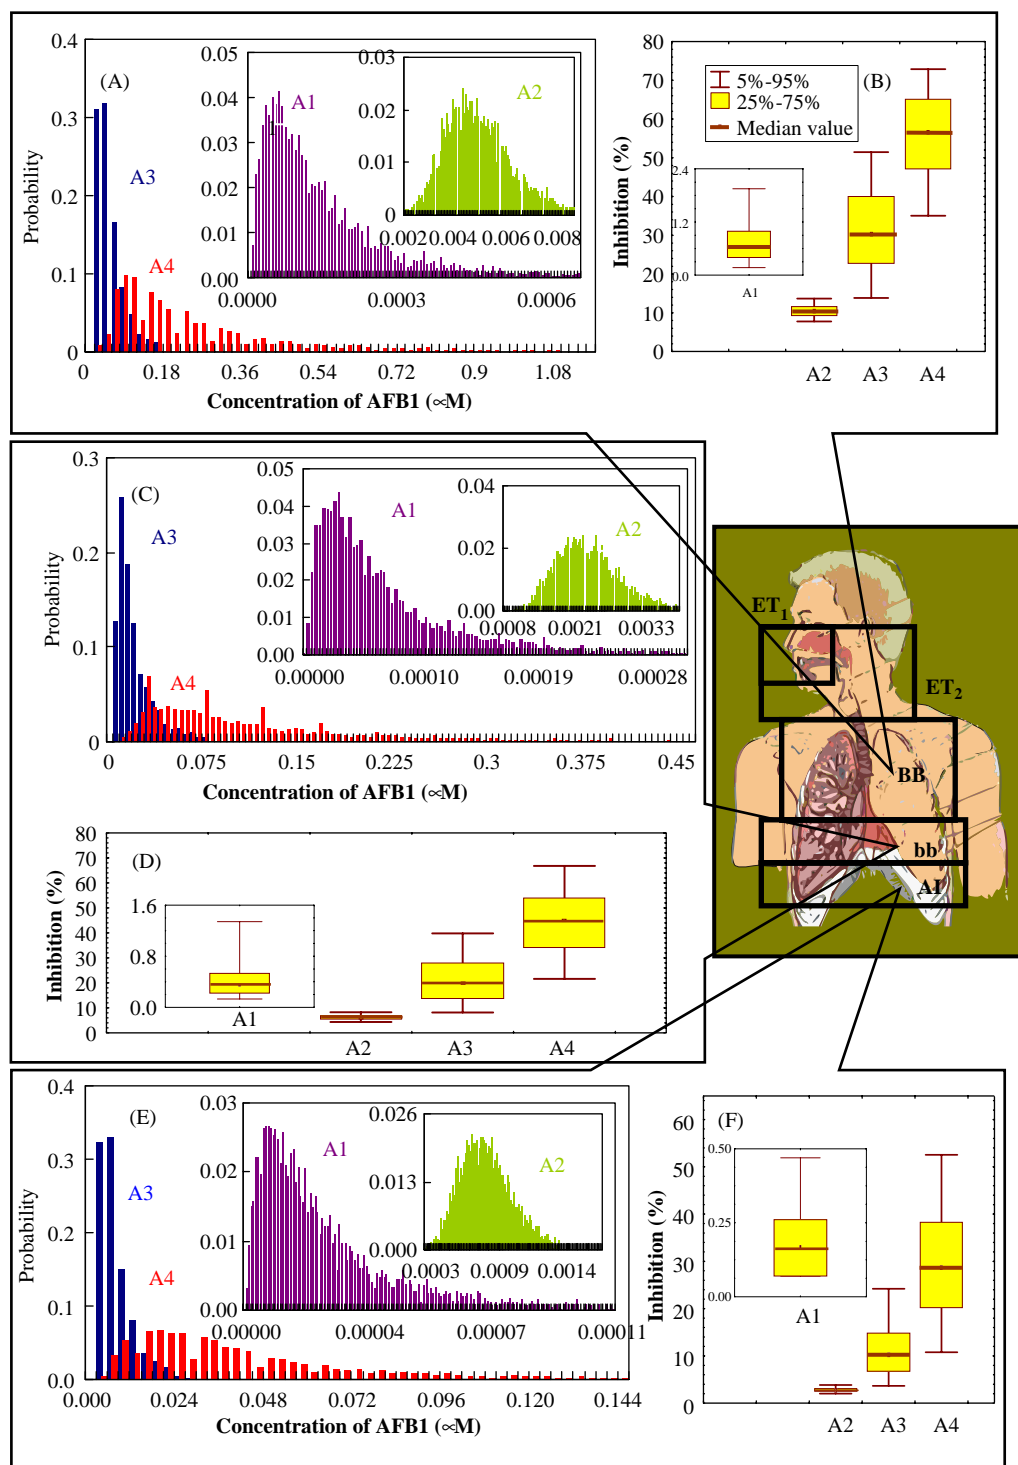 (A)
0.4
0.3
0.2
0.1
0
Probability
A3
A4
0.05
0.04
0.03
0.02
0.01
0.00
A1
0.0000 0.0003 0.0006
0.03
0.02
0.01
0
A2
0.002 0.004 0.006 0.008
0 0.18 0.36 0.54 0.72 0.9 1.08
Concentration of AFB1 (∝M)
(B)
80
70
60
50
40
30
20
10
0
Inhibition (%)
5%-95%
25%-75%
Median value
2.4
1.2
0.0
A1
A2 A3 A4
(C)
0.3
0.2
0.1
0
Probability
A3
A4
0.05
0.04
0.03
0.02
0.01
0.00
A1
0.00000 0.00010 0.00019 0.00028
0.04
0.02
0.00
A2
0.0008 0.0021 0.0033
0 0.075 0.15 0.225 0.3 0.375 0.45
Concentration of AFB1 (∝M)
ET1
ET2
BB
bb
AI
(D)
80
70
60
50
40
30
20
10
0
Inhibition (%)
1.6
0.8
0.0
A1
A2 A3 A4
(E)
0.4
0.3
0.2
0.1
0.0
Probability
A3
A4
0.03
0.02
0.01
0.00
A1
0.00000 0.00004 0.00007 0.00011
0.026
0.013
0.000
A2
0.0003 0.0009 0.0014
0.000 0.024 0.048 0.072 0.096 0.120 0.144
Concentration of AFB1 (∝M)
(F)
60
50
40
30
20
10
0
Inhibition (%)
0.50
0.25
0.00
A1
A2 A3 A4